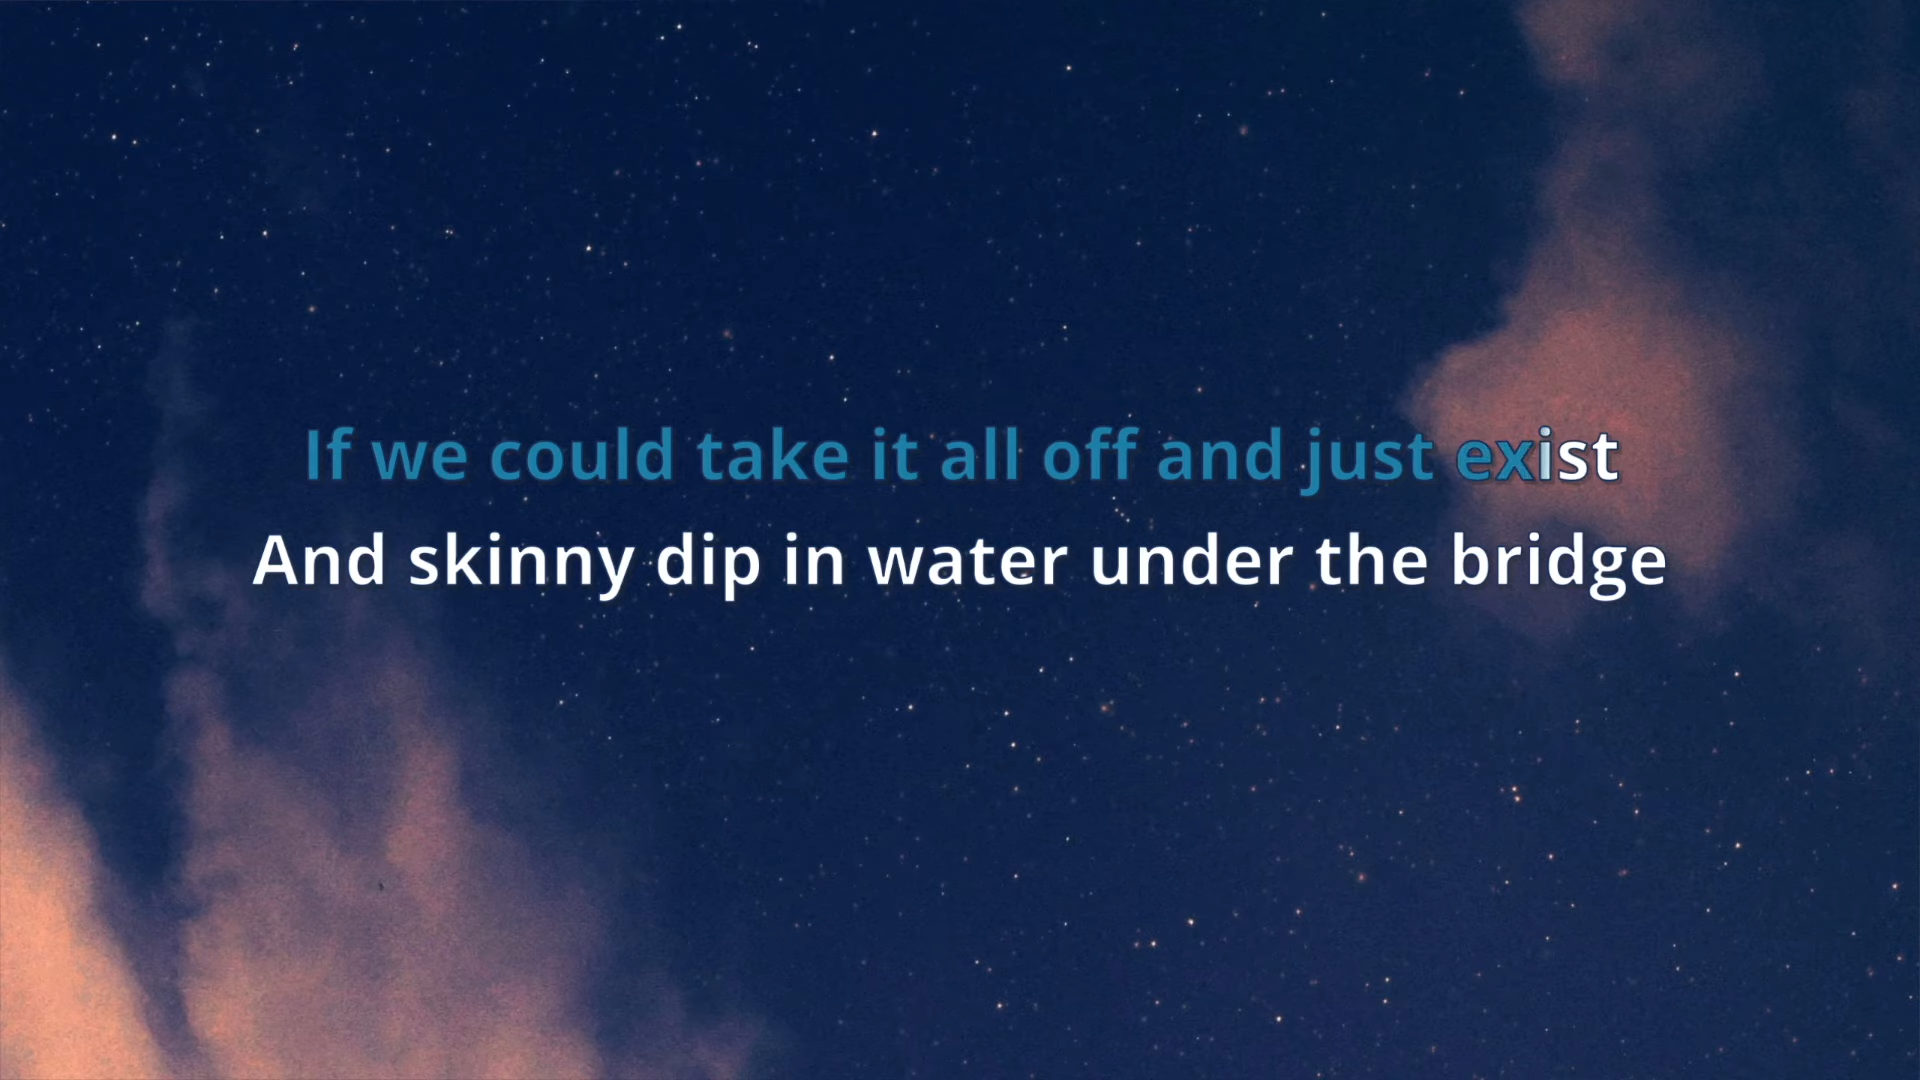 If we could take it all off and just exist
And skinny dip in water under the bridge